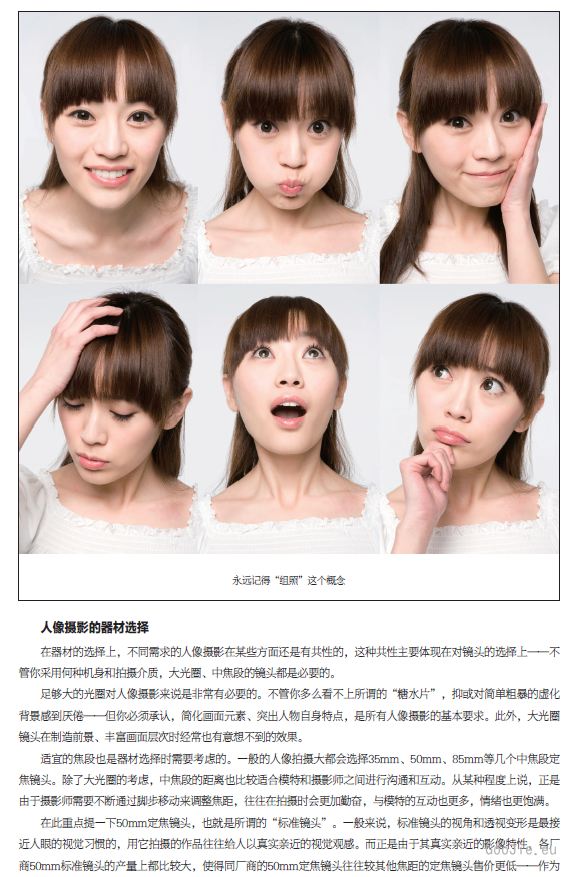 永远记得“组照”这个概念
人像摄影的器材选择
在器材的选择上，不同需求的人像摄影在某些方面还是有共性的，这种共性主要体现在对镜头的选择上——不
管你采用何种机身和拍摄介质，大光圈、中焦段的镜头都是必要的。
足够大的光圈对人像摄影来说是非常有必要的。不管你多么看不上所谓的“糖水片”，抑或对简单粗暴的虚化
背景感到厌倦——但你必须承认，简化画面元素、突出人物自身特点，是所有人像摄影的基本要求。此外，大光圈
镜头在制造前景、丰富画面层次时经常也有意想不到的效果。
适宜的焦段也是器材选择时需要考虑的。一般的人像拍摄大都会选择35mm、50mm、85mm等几个中焦段定
焦镜头。除了大光圈的考虑，中焦段的距离也比较适合模特和摄影师之间进行沟通和互动。从某种程度上说，正是
由于摄影师需要不断通过脚步移动来调整焦距，往往在拍摄时会更加勤奋，与模特的互动也更多，情绪也更饱满。
在此重点提一下50mm定焦镜头，也就是所谓的“标准镜头”。一般来说，标准镜头的视角和透视变形是最接
近人眼的视觉习惯的，用它拍摄的作品往往给人以真实亲近的视觉观感。而正是由于其真实亲近的影像特性，各厂
商50mm标准镜头的产量上都比较大，使得同厂商的50mm定焦镜头往往较其他焦距的定焦镜头售价更低——作为